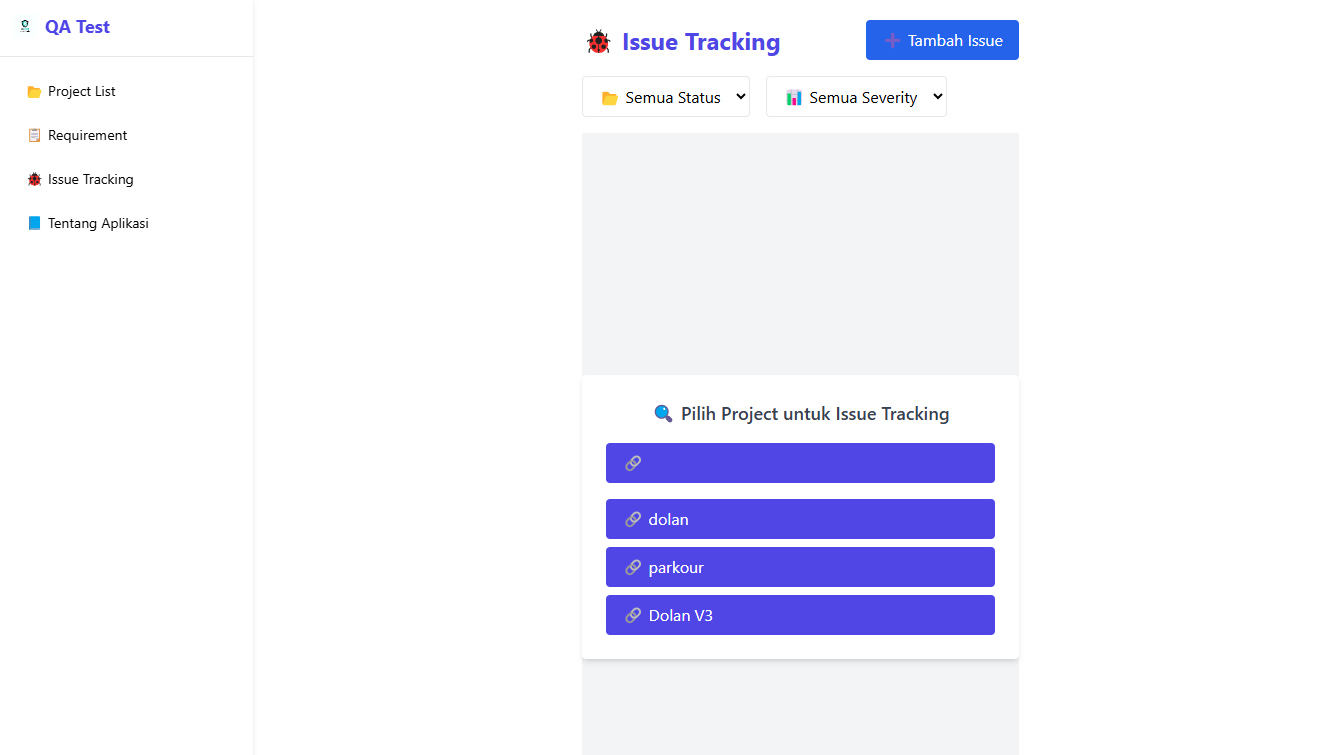 QA Test
Project List
Requirement
Issue Tracking
Tentang Aplikasi
Issue Tracking
Tambah Issue
Semua Status
Semua Severity
Pilih Project untuk Issue Tracking
dolan
parkour
Dolan V3